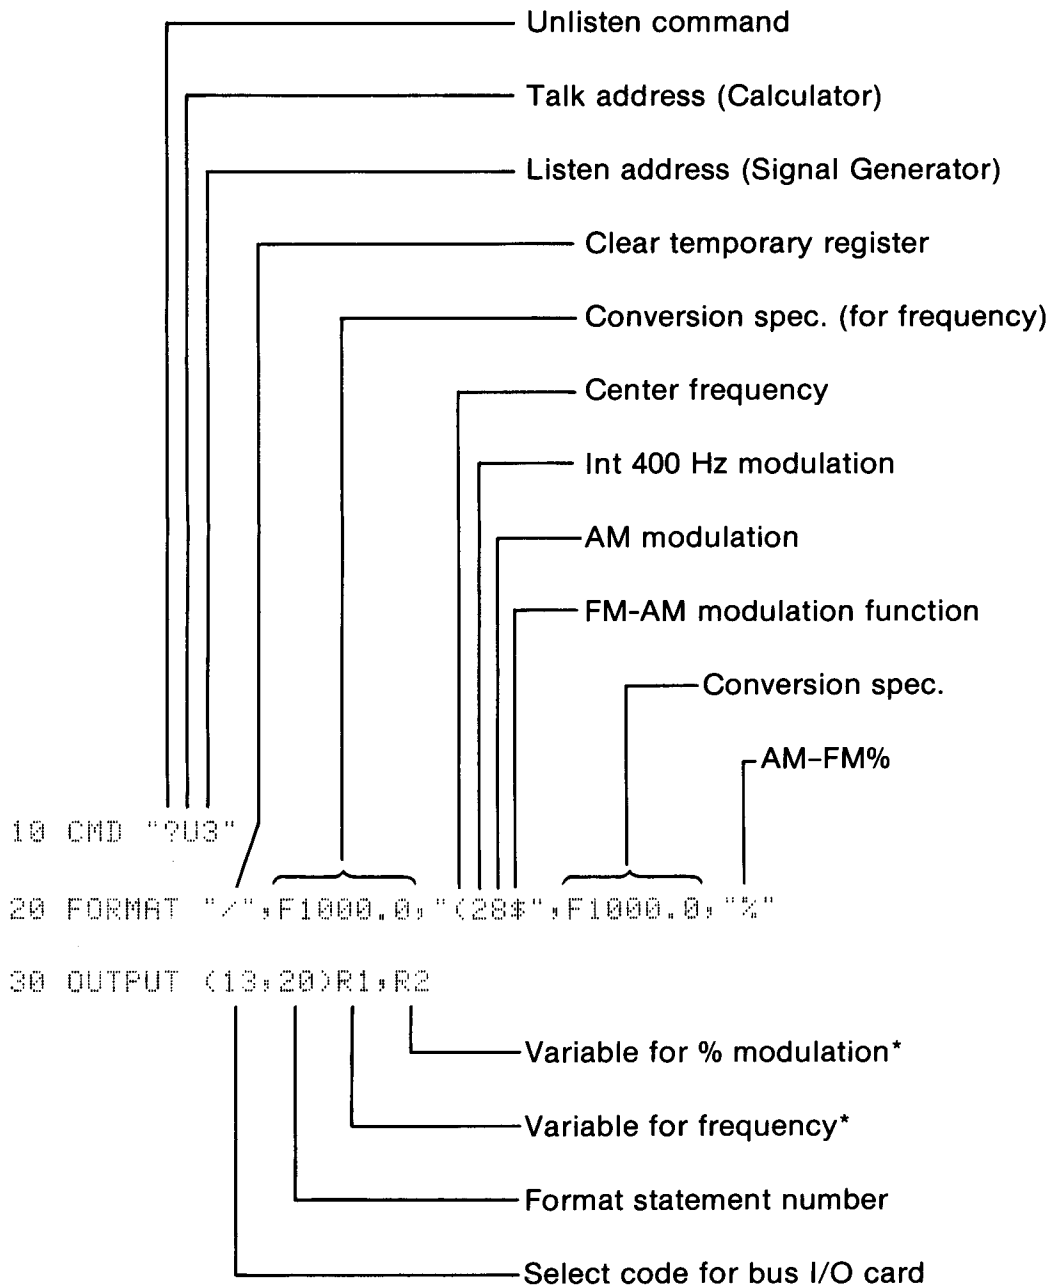 Unlisten command
Talk address (Calculator)
Listen address (Signal Generator)
Clear temporary register
Conversion spec. (for frequency)
Center frequency
Int 400 Hz modulation
AM modulation
FM-AM modulation function
Conversion spec.
AM-FM%
10 CMD "?U3"
20 FORMAT "/",F1000.0,"(28$",F1000.0,"%"
30 OUTPUT (13,20)R1,R2
Variable for % modulation*
Variable for frequency*
Format statement number
Select code for bus I/O card